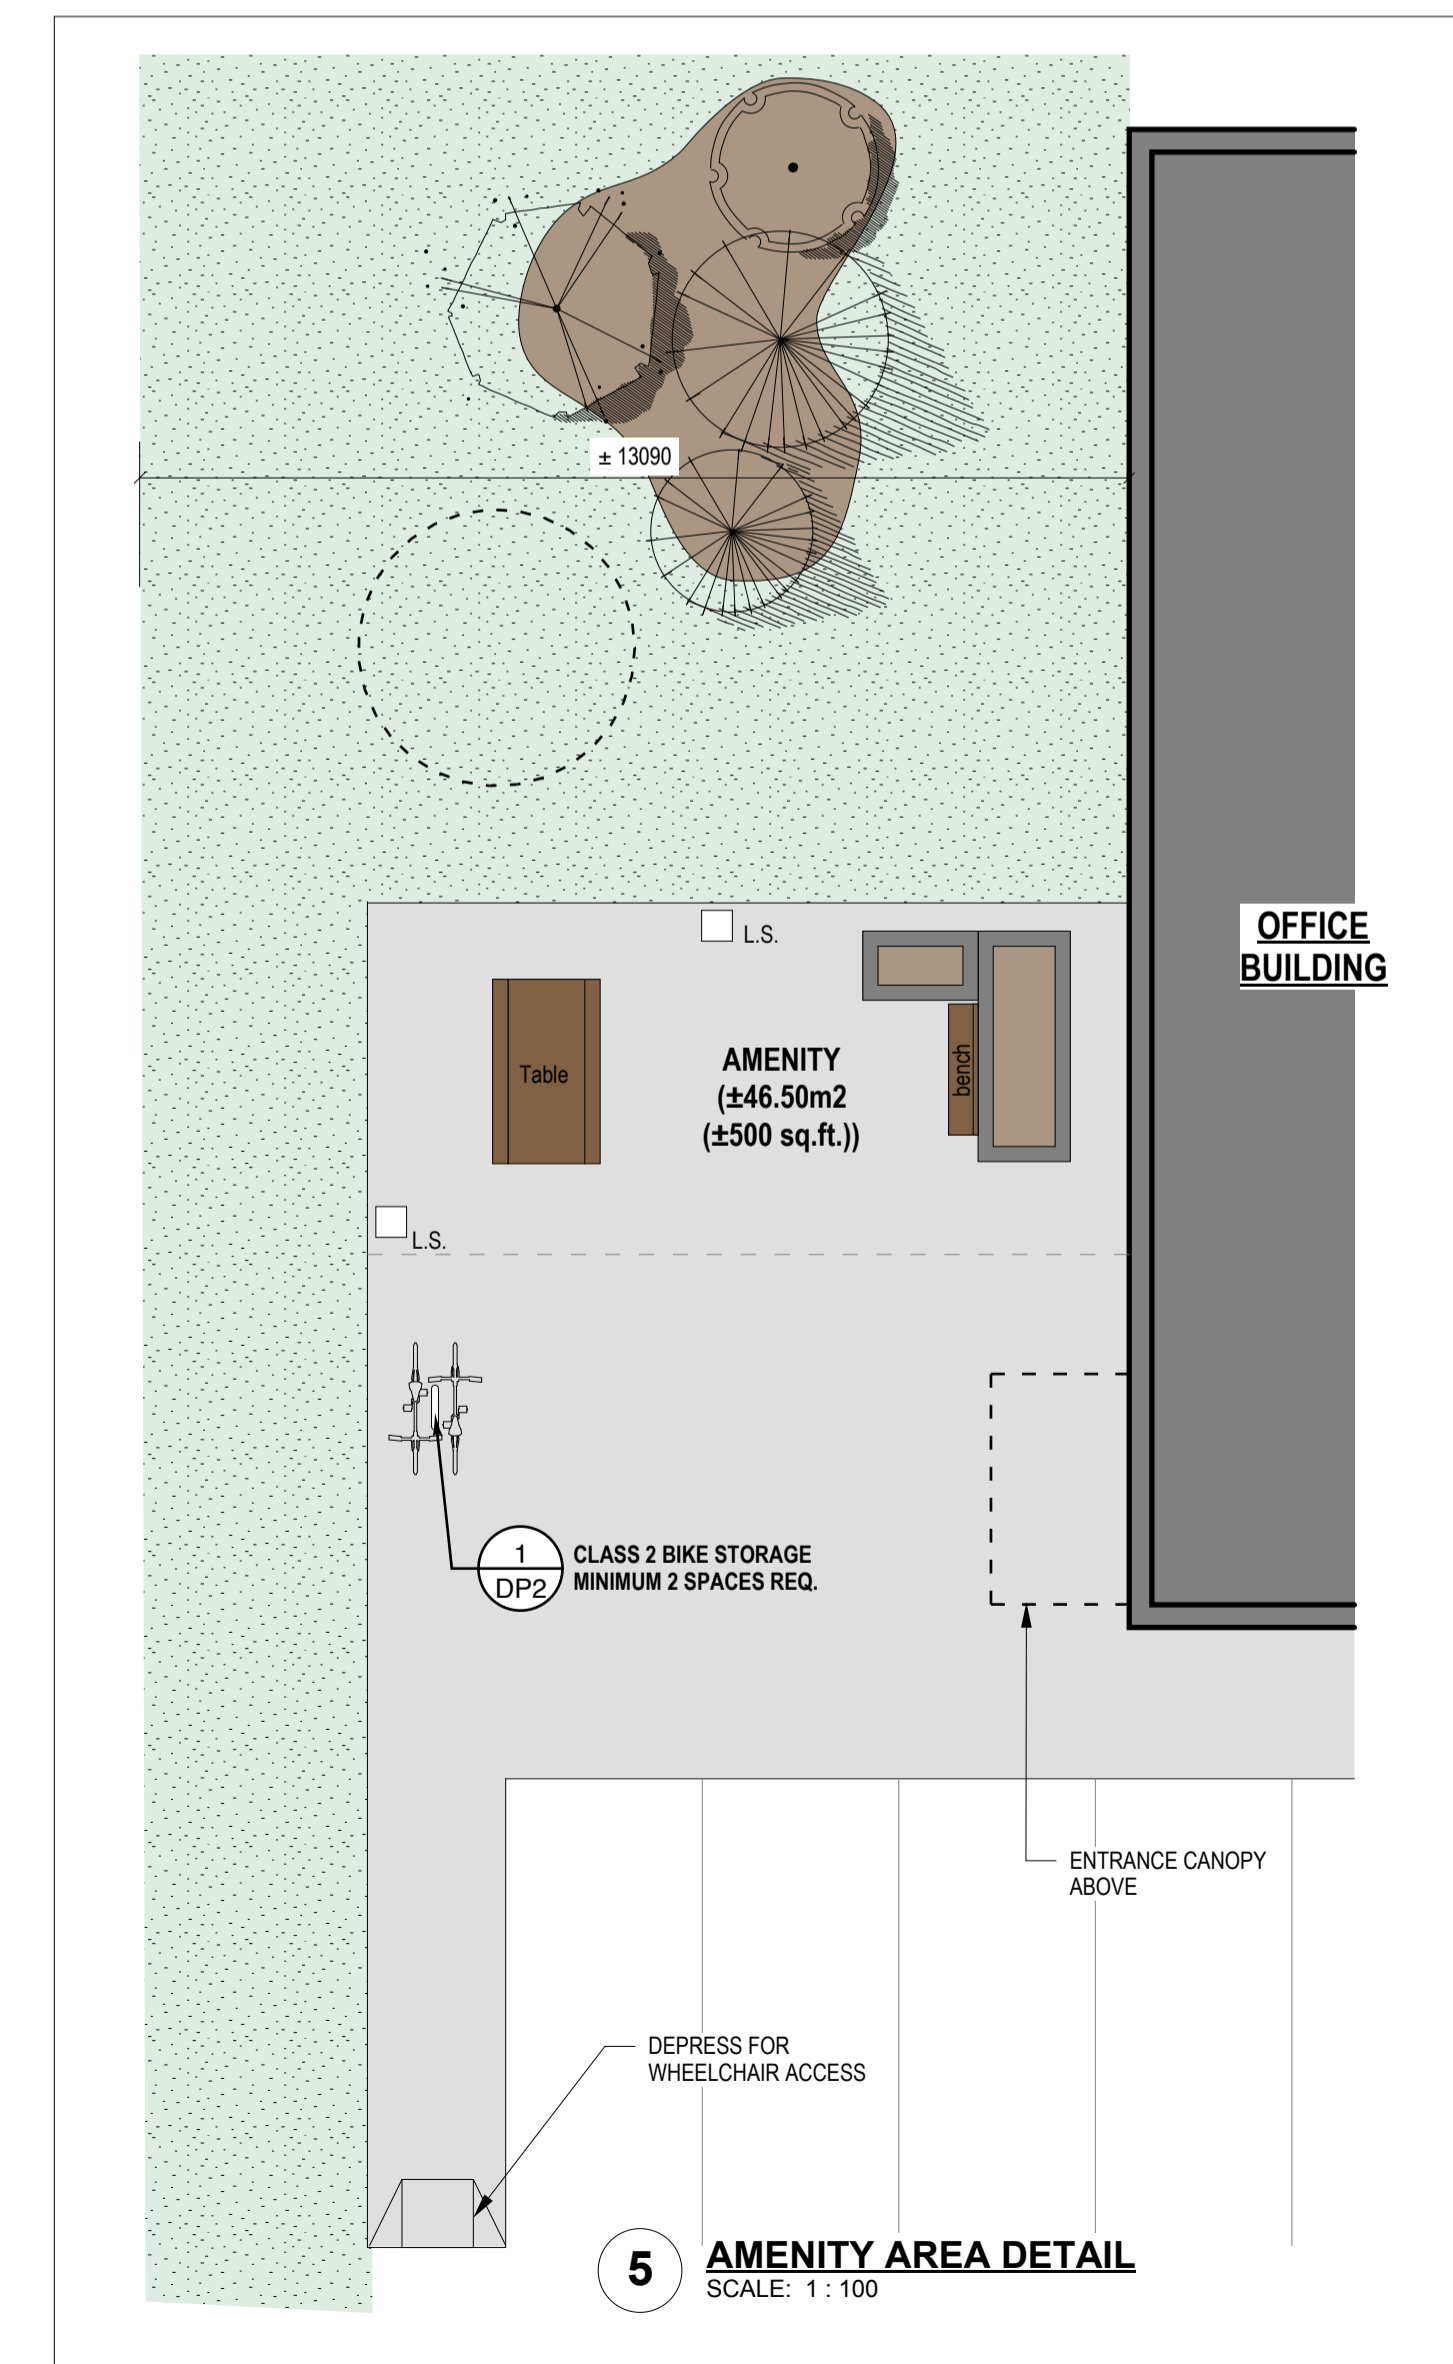 ± 13090
OFFICE
BUILDING
L.S.
Table
AMENITY
(±46.50m2
(±500 sq.ft.))
bench
L.S.
1
DP2
CLASS 2 BIKE STORAGE
MINIMUM 2 SPACES REQ.
ENTRANCE CANOPY
ABOVE
DEPRESS FOR
WHEELCHAIR ACCESS
5
AMENITY AREA DETAIL
SCALE: 1 : 100